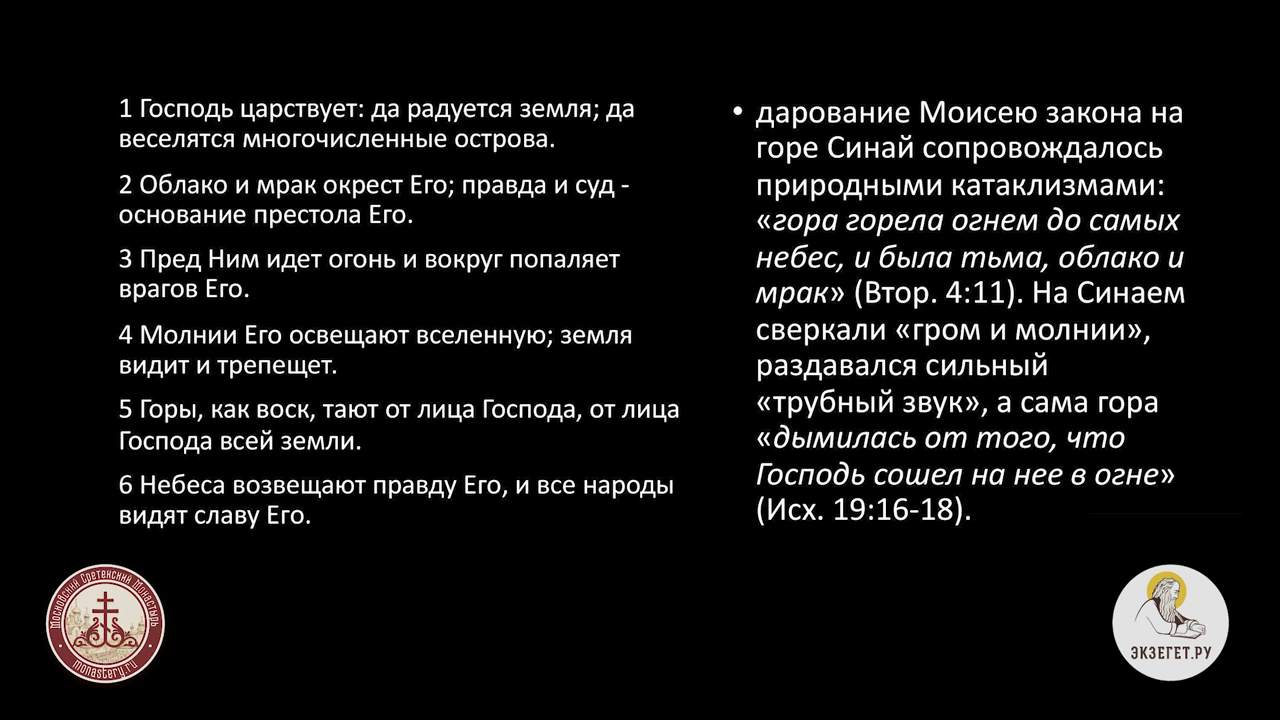 1 Господь царствует: да радуется земля; да
веселятся многочисленные острова.
2 Облако и мрак окрест Его; правда и суд -
основание престола Его.
3 Пред Ним идет огонь и вокруг попаляет
врагов Его.
4 Молнии Его освещают вселенную; земля
видит и трепещет.
5 Горы, как воск, тают от лица Господа, от лица
Господа всей земли.
6 Небеса возвещают правду Его, и все народы
видят славу Его.
• дарование Моисею закона на
горе Синай сопровождалось
природными катаклизмами:
«гора горела огнем до самых
небес, и была тьма, облако и
мрак» (Втор. 4:11). На Синаем
сверкали «гром и молнии»,
раздавался сильный
«трубный звук», а сама гора
«дымилась от того, что
Господь сошел на нее в огне»
(Исх. 19:16-18).
Московский Сретенский Монастырь
monastery.ru
ЭКЗЕГЕТ.РУ